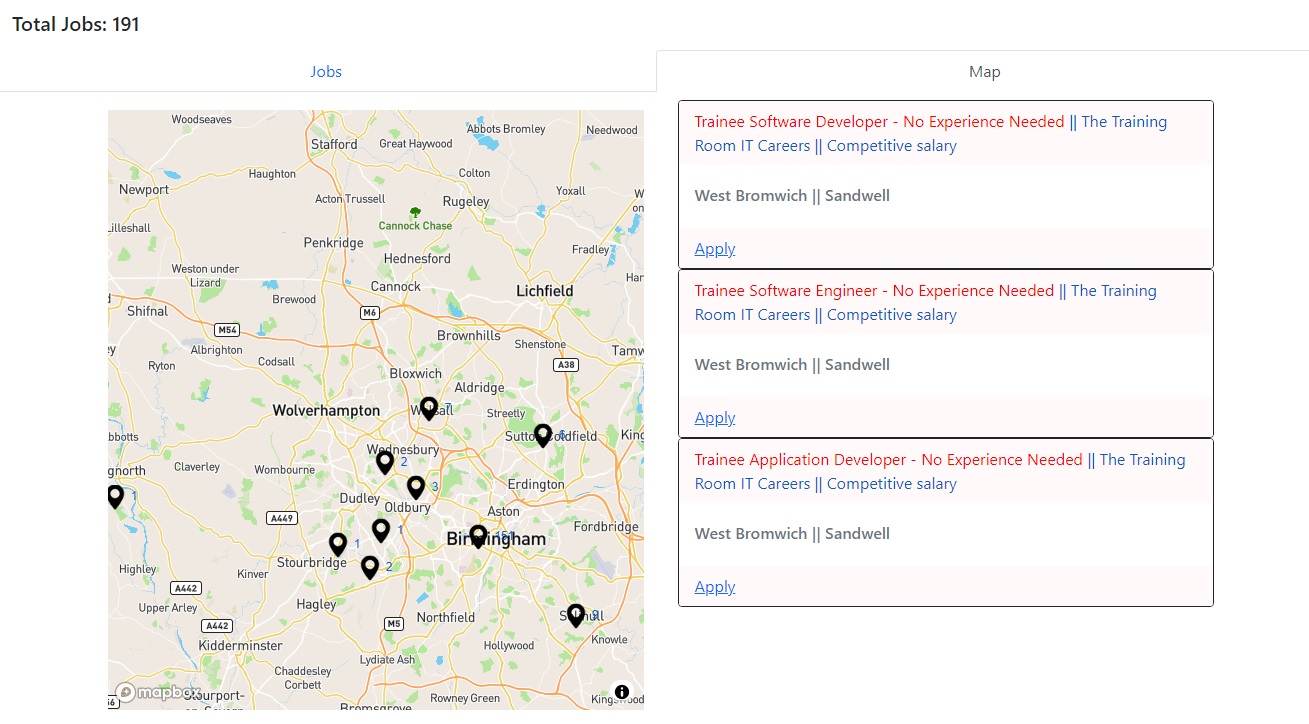 Total Jobs: 191
Jobs
Map
Woodseaves
Abbots Bromley
Needwood
Stafford
Great Haywood
Haughton
Colton
Newport
Acton Trussell
Rugeley
Yoxall
Lilleshall
Cannock Chase
Penkridge
Fradley
Hednesford
Weston under
Lizard
Cannock
Lichfield
Brewood
Shifnal
M6
M54
Brownhills
Shenstone
Albrighton
Codsall
Ryton
A38
Bloxwich
Aldridge
Wolverhampton
Streetly
Wednesbury
2
Claverley
Wombourne
3
Erdington
1
Dudley
Oldbury
Aston
A449
Fordbridge
1
Birmingham
1
Stourbridge
2
Highley
Kinver
A442
Upper Arley
Hagley
Northfield
M5
A442
Knowle
Kidderminster
Hollywood
Lydiate Ash
Chaddesley
Corbett
mapbox
Rowney Green
Kingswood
Bromsgrove
Trainee Software Developer - No Experience Needed || The Training
Room IT Careers || Competitive salary
West Bromwich || Sandwell
Apply
Trainee Software Engineer - No Experience Needed || The Training
Room IT Careers || Competitive salary
West Bromwich || Sandwell
Apply
Trainee Application Developer - No Experience Needed || The Training
Room IT Careers || Competitive salary
West Bromwich || Sandwell
Apply